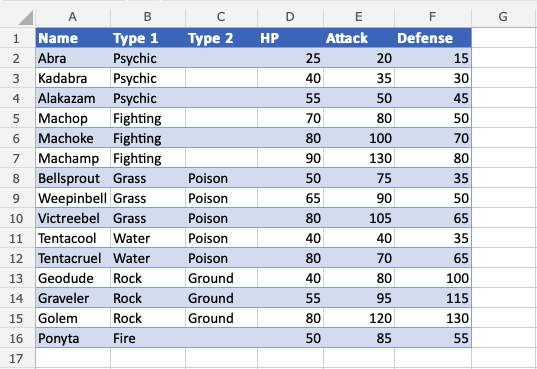 A B C D E F G
1 Name Type 1 Type 2 HP Attack Defense
2 Abra Psychic 25 20 15
3 Kadabra Psychic 40 35 30
4 Alakazam Psychic 55 50 45
5 Machop Fighting 70 80 50
6 Machoke Fighting 80 100 70
7 Machamp Fighting 90 130 80
8 Bellsprout Grass Poison 50 75 35
9 Weepinbell Grass Poison 65 90 50
10 Victreebel Grass Poison 80 105 65
11 Tentacool Water Poison 40 40 35
12 Tentacruel Water Poison 80 70 65
13 Geodude Rock Ground 40 80 100
14 Graveler Rock Ground 55 95 115
15 Golem Rock Ground 80 120 130
16 Ponyta Fire 50 85 55
17